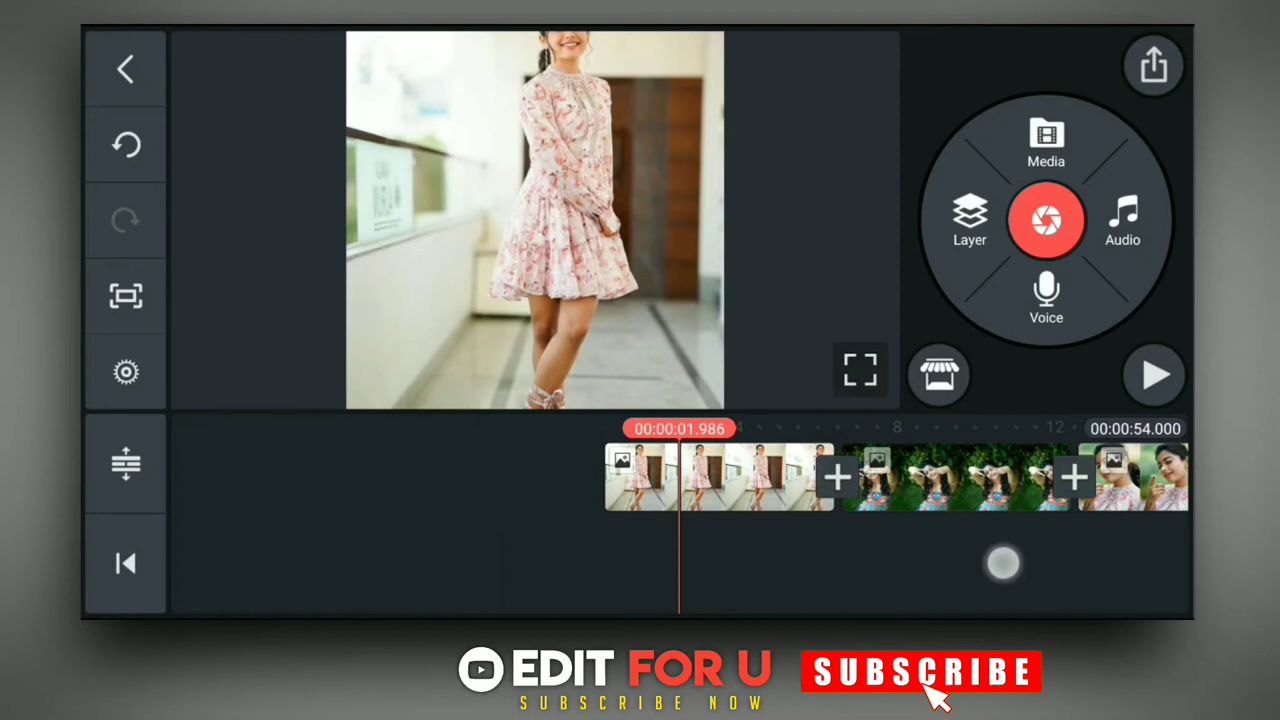 Media
Layer
Audio
Voice
00:00:01.986
4
8
12
00:00:54.000
EDIT FOR U
SUBSCRIBE NOW
SUBSCRIBE